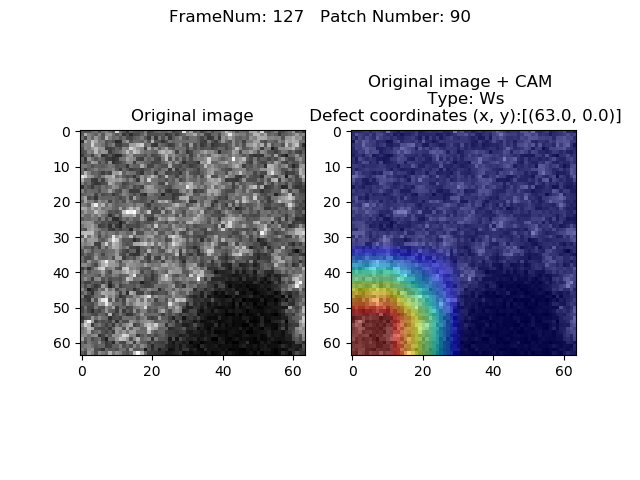 FrameNum: 127   Patch Number: 90
Original image
Original image + CAM
Type: Ws
Defect coordinates (x, y):[(63.0, 0.0)]
0
10
20
30
40
50
60
0 20 40 60
0
10
20
30
40
50
60
0 20 40 60